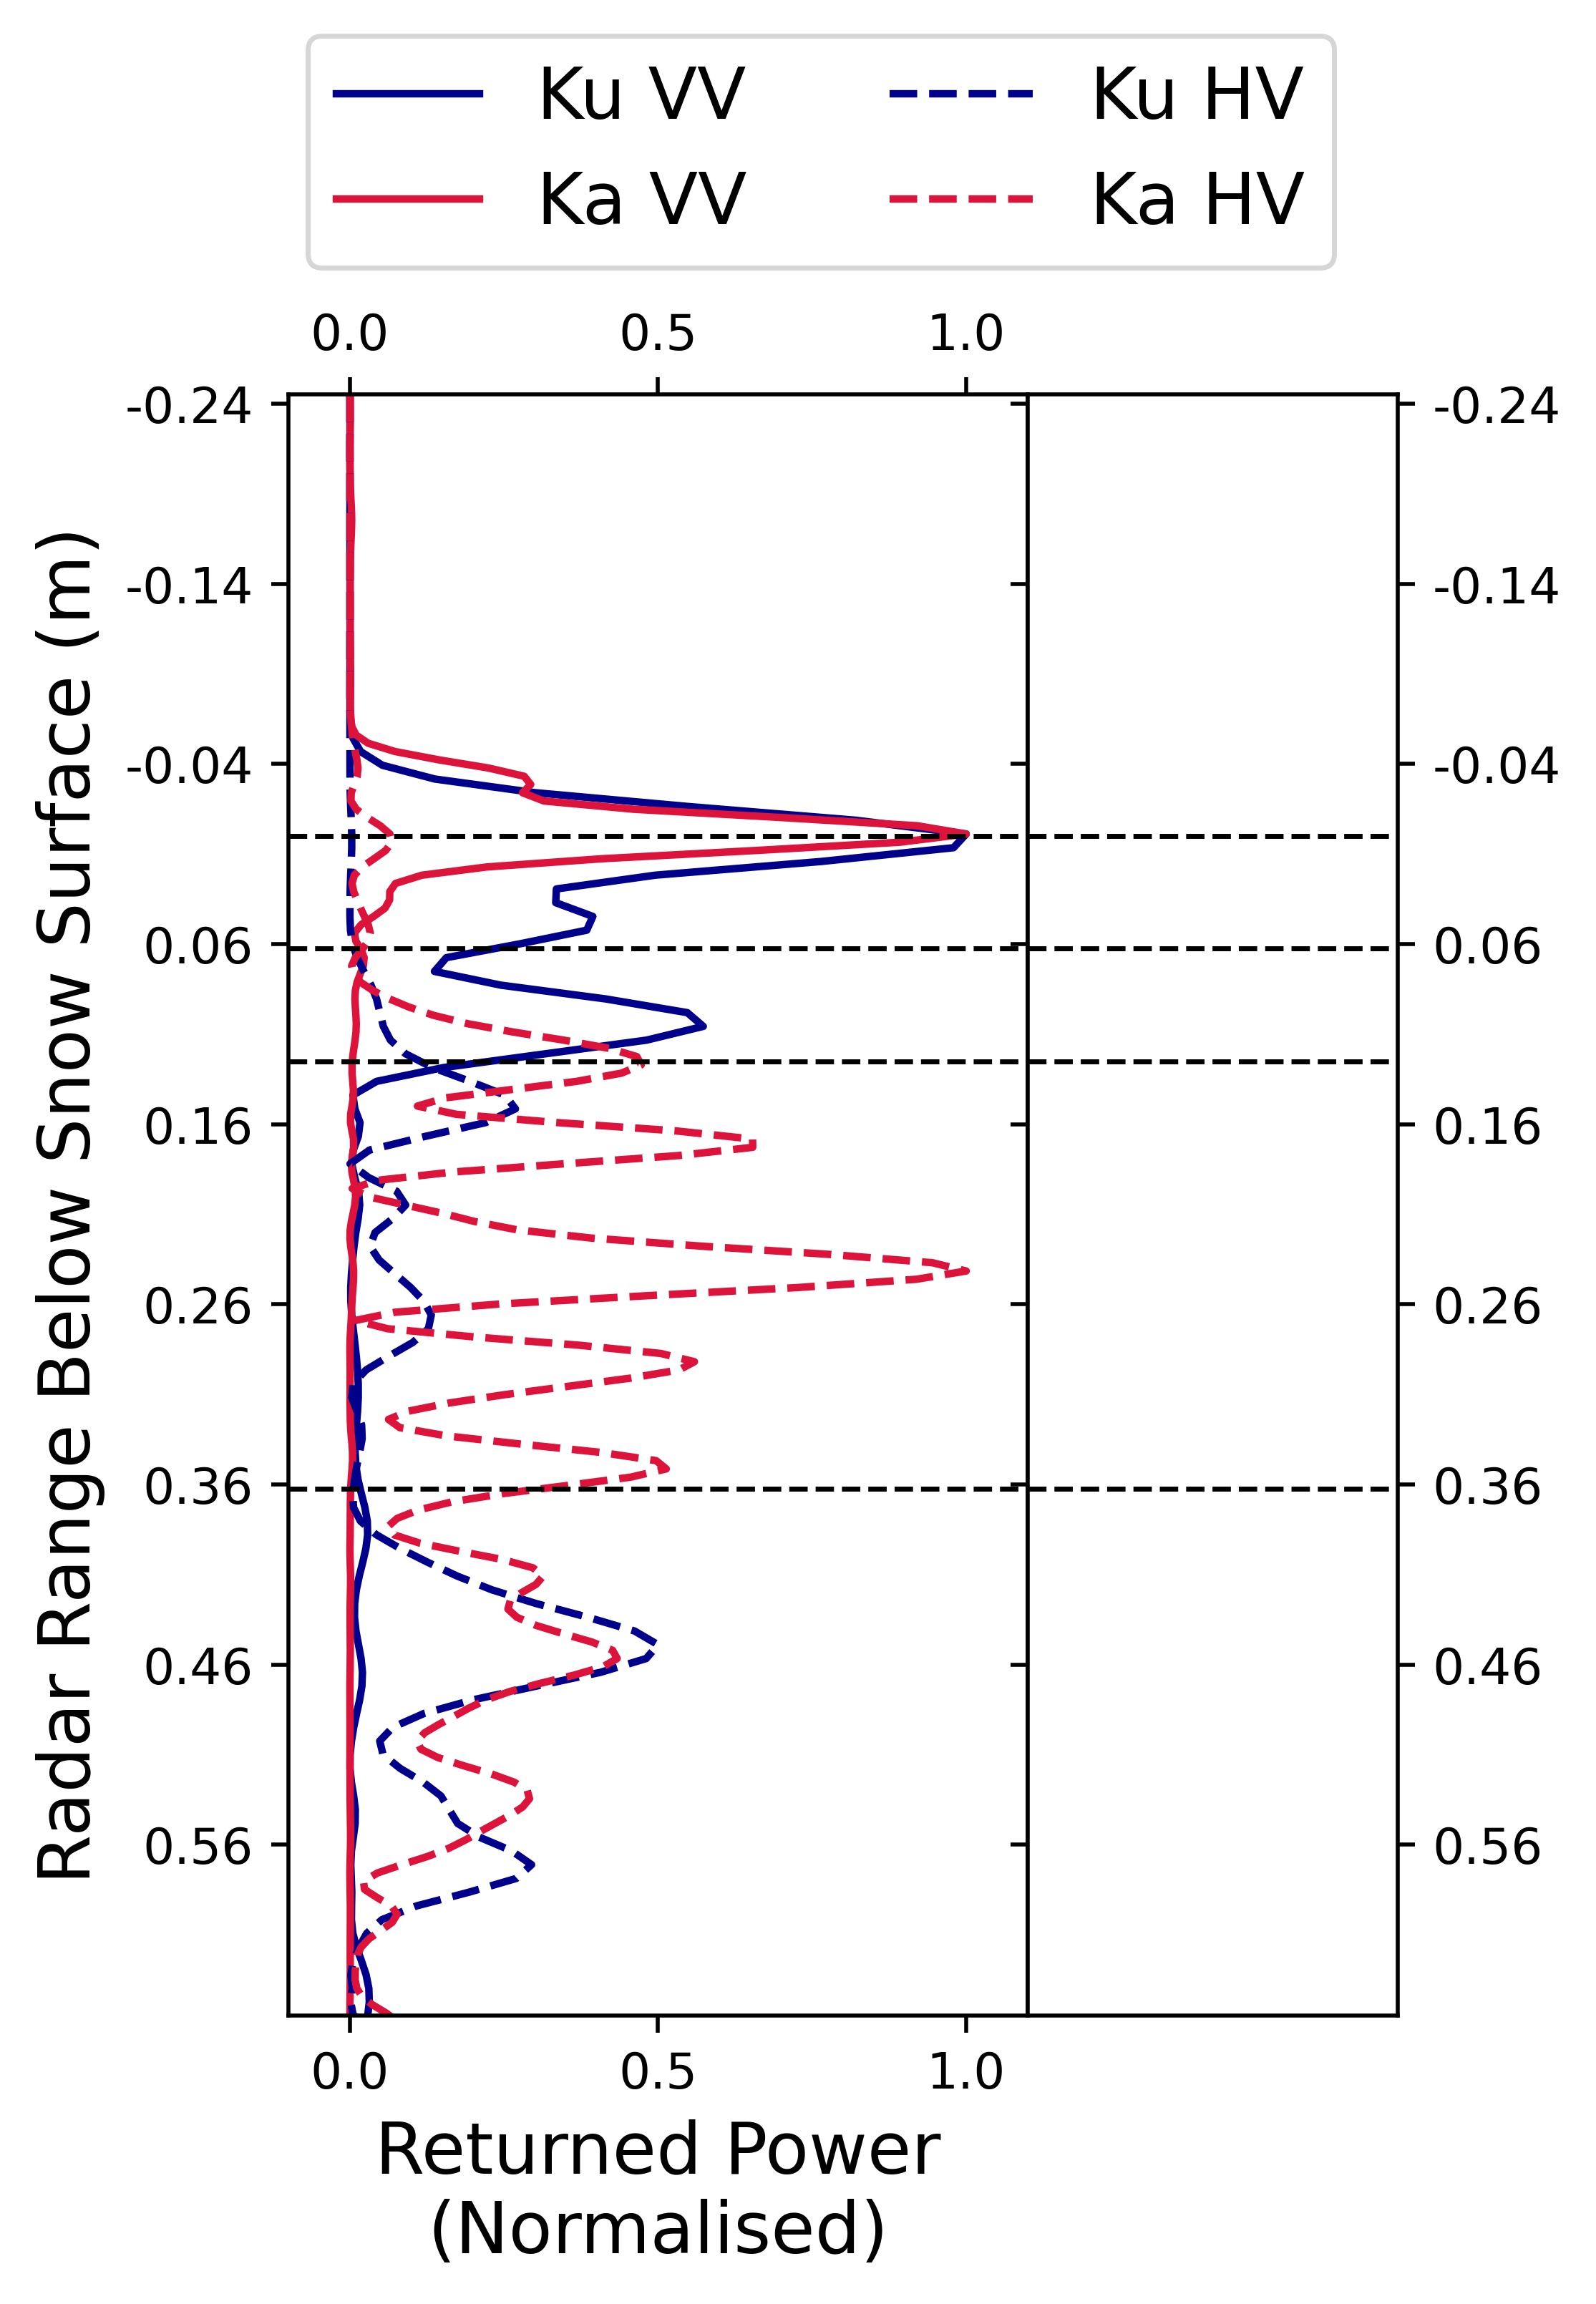 Ku VV Ku HV
Ka VV Ka HV
0.0 0.5 1.0
-0.24 -0.24
-0.14 -0.14
-0.04 -0.04
0.06 0.06
0.16 0.16
0.26 0.26
0.36 0.36
0.46 0.46
0.56 0.56
Radar Range Below Snow Surface (m)
0.0 0.5 1.0
Returned Power
(Normalised)